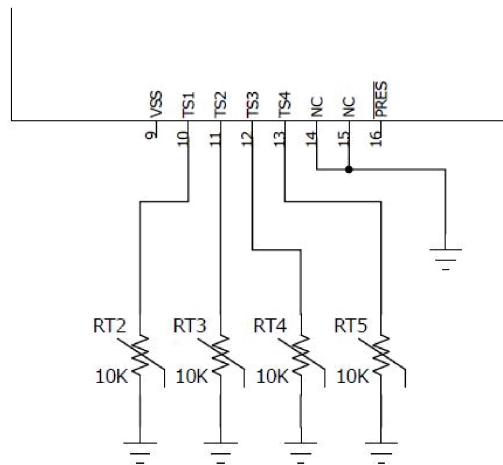 VSS
TS1
TS2
TS3
TS4
NC
NC
PRES
9
10
11
12
13
14
15
16
RT2
RT3
RT4
RT5
10K
10K
10K
10K